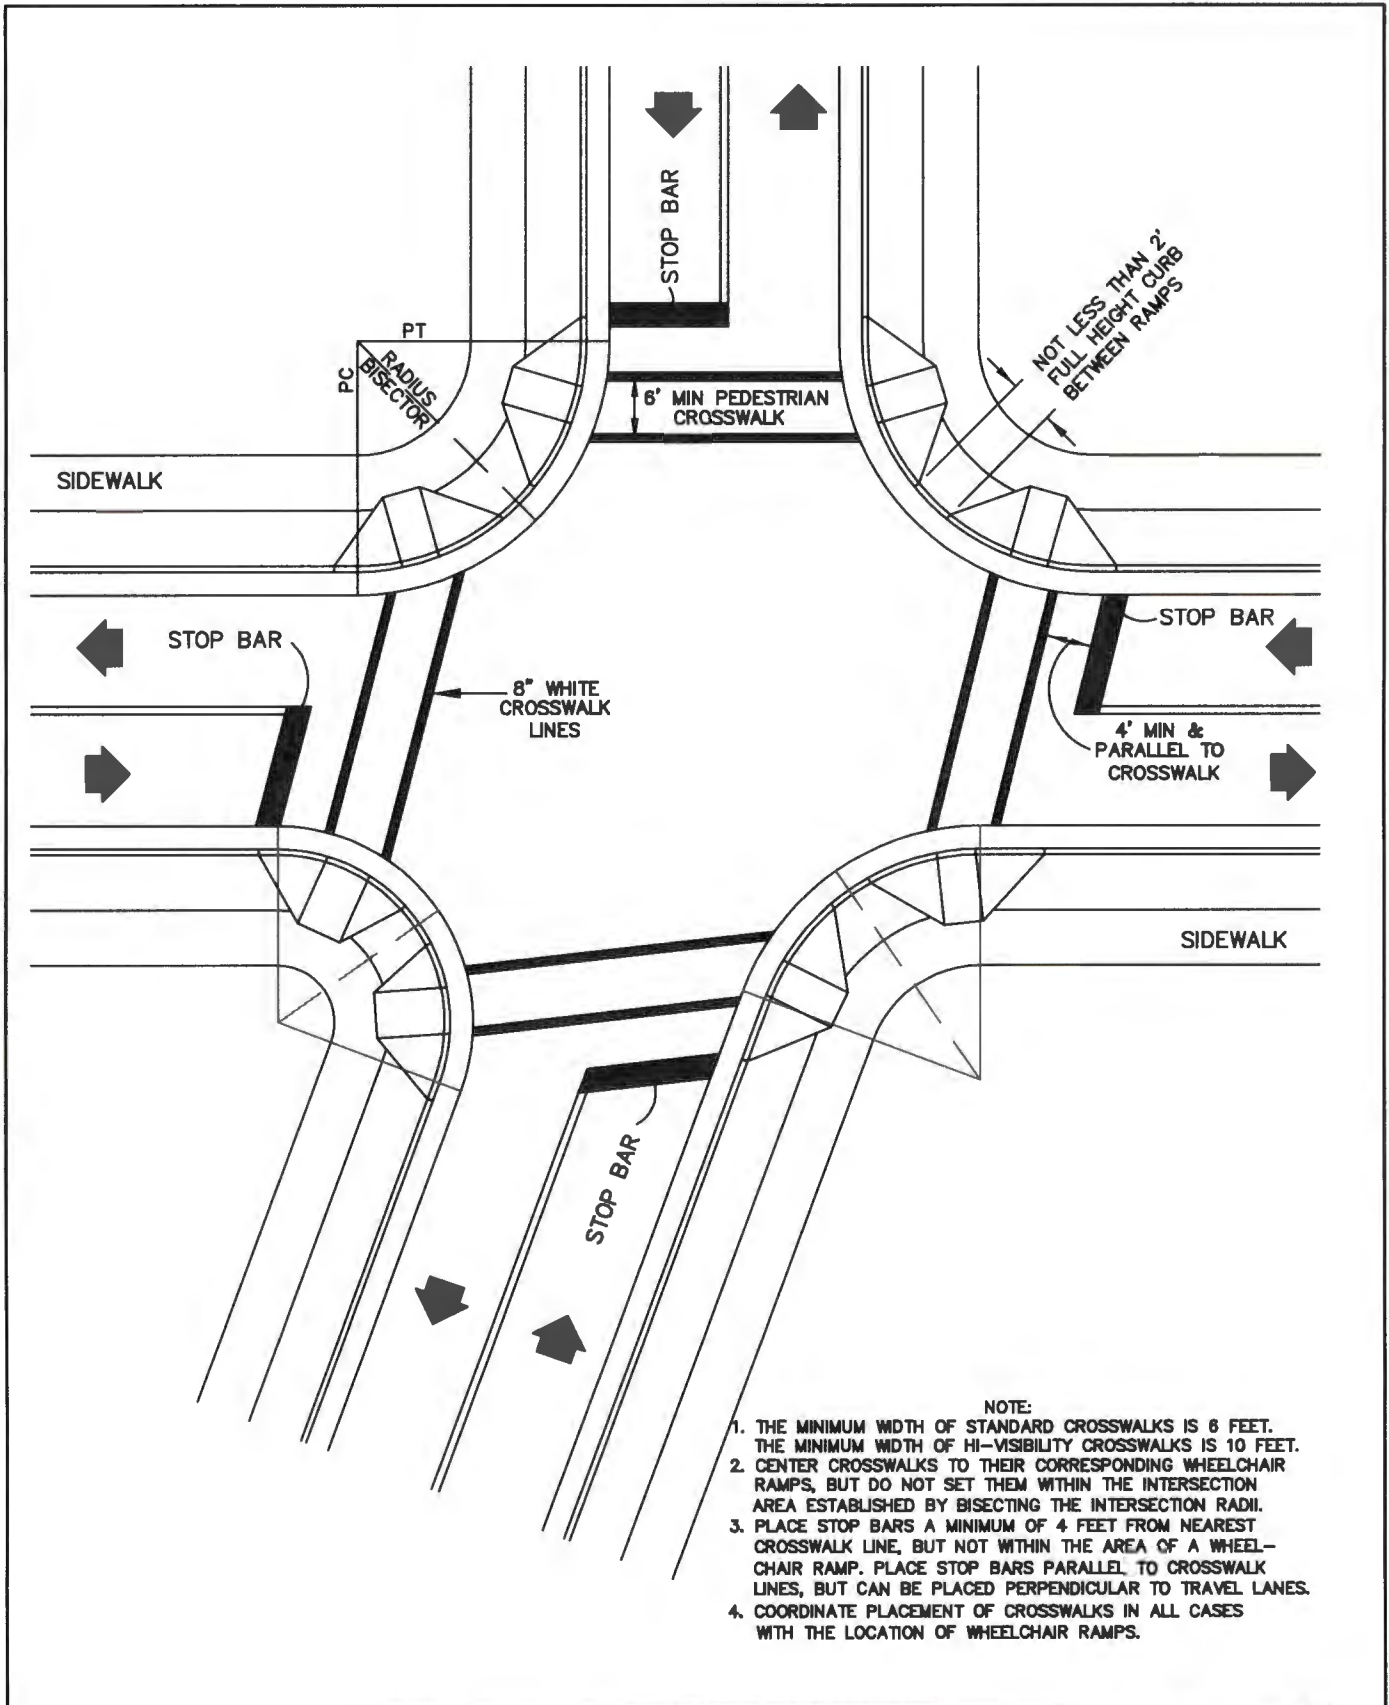 STOP BAR
NOT LESS THAN 2'
FULL HEIGHT CURB
BETWEEN RAMPS
PT
PC
RADIUS
BISECTOR
6' MIN PEDESTRIAN
CROSSWALK
SIDEWALK
STOP BAR
STOP BAR
8" WHITE
CROSSWALK
LINES
4' MIN &
PARALLEL TO
CROSSWALK
SIDEWALK
STOP BAR
NOTE:
1. THE MINIMUM WIDTH OF STANDARD CROSSWALKS IS 6 FEET.
THE MINIMUM WIDTH OF HI-VISIBILITY CROSSWALKS IS 10 FEET.
2. CENTER CROSSWALKS TO THEIR CORRESPONDING WHEELCHAIR
RAMPS, BUT DO NOT SET THEM WITHIN THE INTERSECTION
AREA ESTABLISHED BY BISECTING THE INTERSECTION RADII.
3. PLACE STOP BARS A MINIMUM OF 4 FEET FROM NEAREST
CROSSWALK LINE, BUT NOT WITHIN THE AREA OF A WHEEL-
CHAIR RAMP. PLACE STOP BARS PARALLEL TO CROSSWALK
LINES, BUT CAN BE PLACED PERPENDICULAR TO TRAVEL LANES.
4. COORDINATE PLACEMENT OF CROSSWALKS IN ALL CASES
WITH THE LOCATION OF WHEELCHAIR RAMPS.